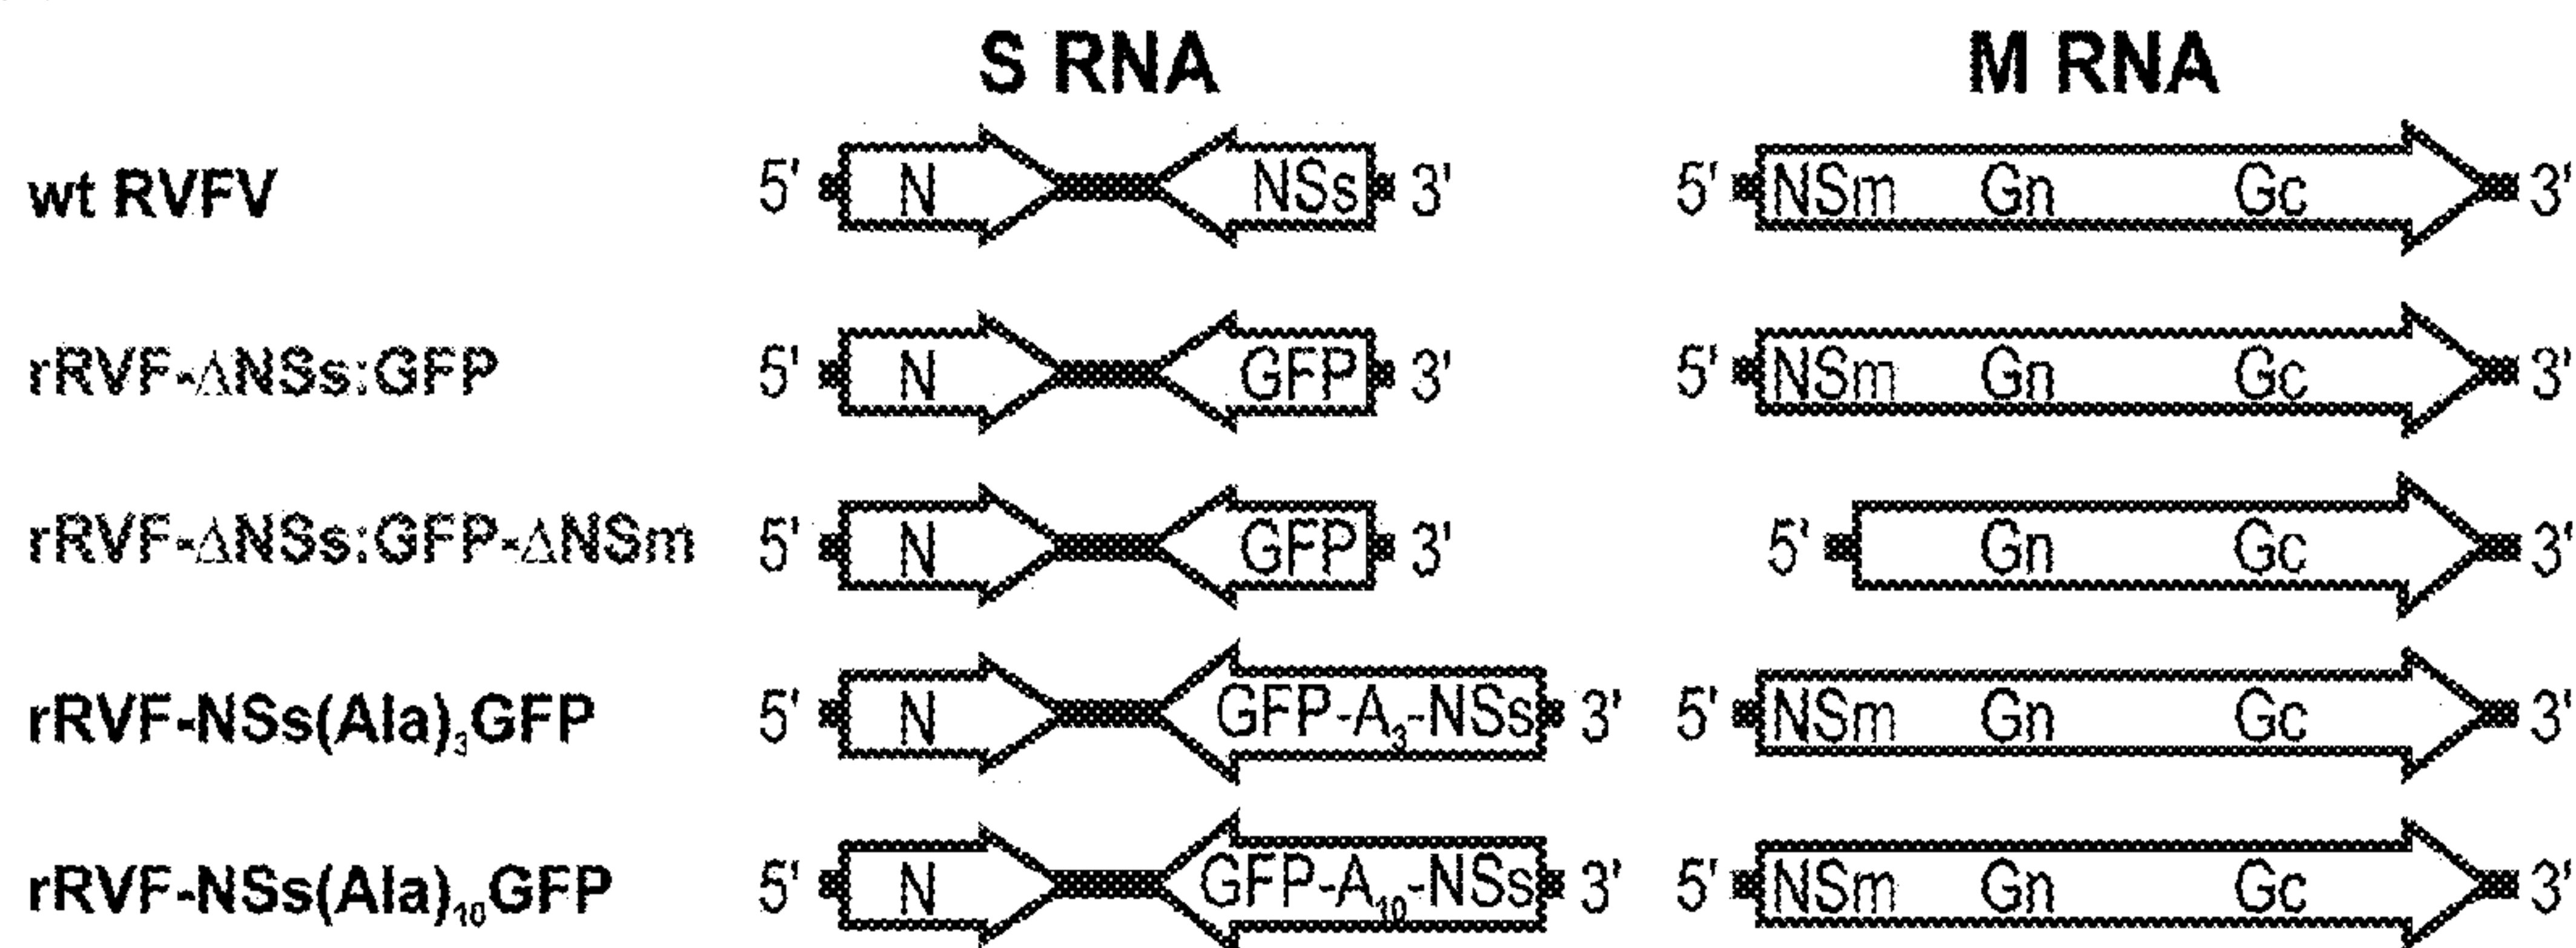 S RNA M RNA
wt RVFV 5' N NSs 3' 5' NSm Gn Gc 3'
rRVF-ΔNSs:GFP 5' N GFP 3' 5' NSm Gn Gc 3'
rRVF-ΔNSs:GFP-ΔNSm 5' N GFP 3' 5' Gn Gc 3'
rRVF-NSs(Ala)₃GFP 5' N GFP-A₃-NSs 3' 5' NSm Gn Gc 3'
rRVF-NSs(Ala)₁₀GFP 5' N GFP-A₁₀-NSs 3' 5' NSm Gn Gc 3'